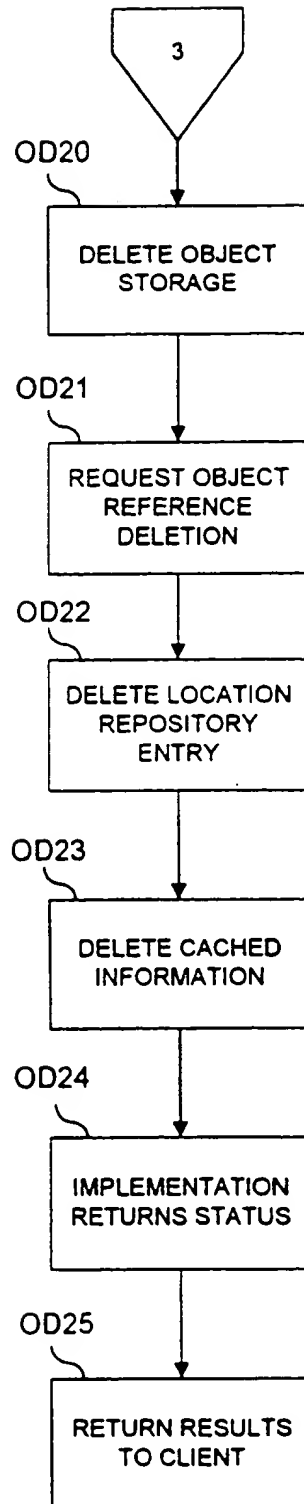 3
OD20
DELETE OBJECT
STORAGE
OD21
REQUEST OBJECT
REFERENCE
DELETION
OD22
DELETE LOCATION
REPOSITORY
ENTRY
OD23
DELETE CACHED
INFORMATION
OD24
IMPLEMENTATION
RETURNS STATUS
OD25
RETURN RESULTS
TO CLIENT